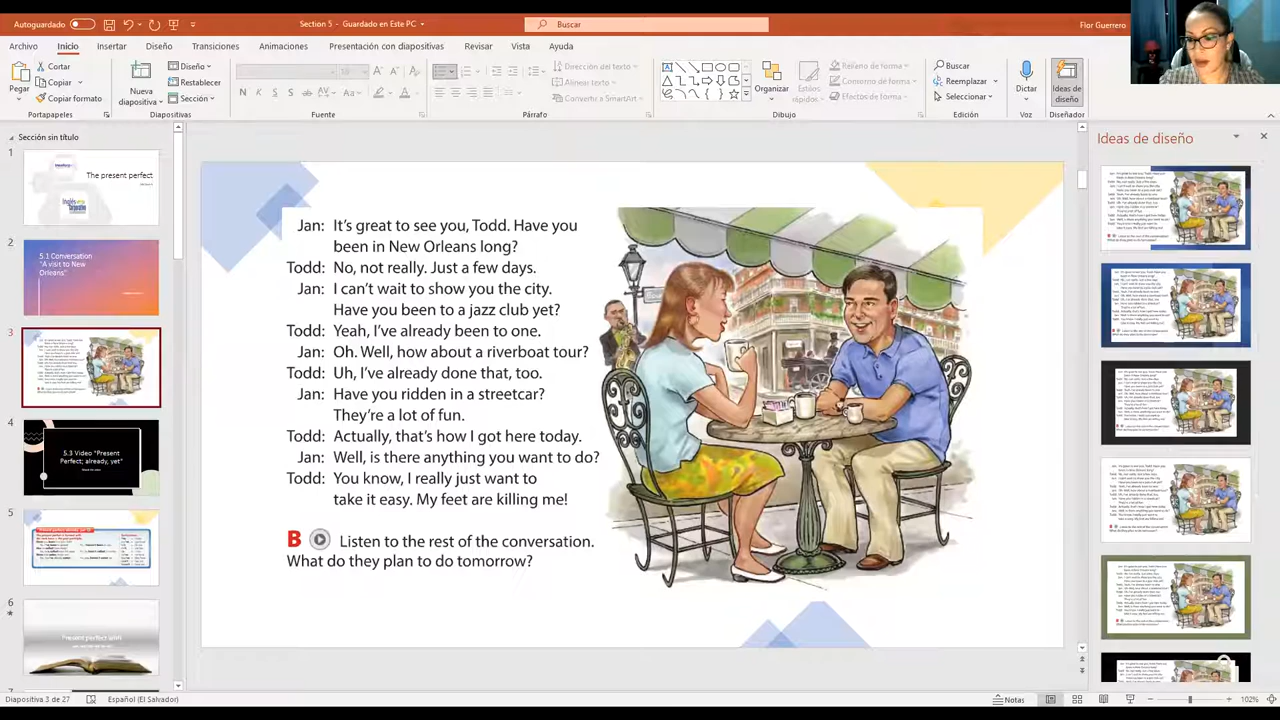 Autoguardado
Section 5 - Guardado en Este PC
Buscar
Flor Guerrero
Archivo
Inicio
Insertar
Diseño
Transiciones
Animaciones
Presentación con diapositivas
Revisar
Vista
Ayuda
Pegar
Cortar
Copiar
Copiar formato
Portapapeles
Nueva
diapositiva
Diseño
Restablecer
Sección
Diapositivas
Fuente
Dirección del texto
Alinear texto
Convertir a SmartArt
Párrafo
Organizar
Estilos
rápidos
Relleno de forma
Contorno de forma
Efectos de forma
Dibujo
Buscar
Reemplazar
Seleccionar
Edición
Dictar
Voz
Ideas de
diseño
Diseñador
Sección sin título
1
The present perfect
2
5.1 Conversation
"A visit to New
Orleans"
3
4
5.3 Video "Present
Perfect; already, yet"
5
6
Present perfect with
7
Jan: It's great to see you, Todd. Have you
been in New Orleans long?
Todd: No, not really. Just a few days.
Jan: I can't wait to show you the city.
Have you been to a jazz club yet?
Todd: Yeah, I've already been to one.
Jan: Oh. Well, how about a riverboat tour?
Todd: Uh, I've already done that, too.
Jan: Have you ridden in a streetcar?
They're a lot of fun.
Todd: Actually, that's how I got here today.
Jan: Well, is there anything you want to do?
Todd: You know, I really just want to
take it easy. My feet are killing me!
B Listen to the rest of the conversation.
What do they plan to do tomorrow?
Ideas de diseño
Diapositiva 3 de 27
Español (El Salvador)
Notas
102%